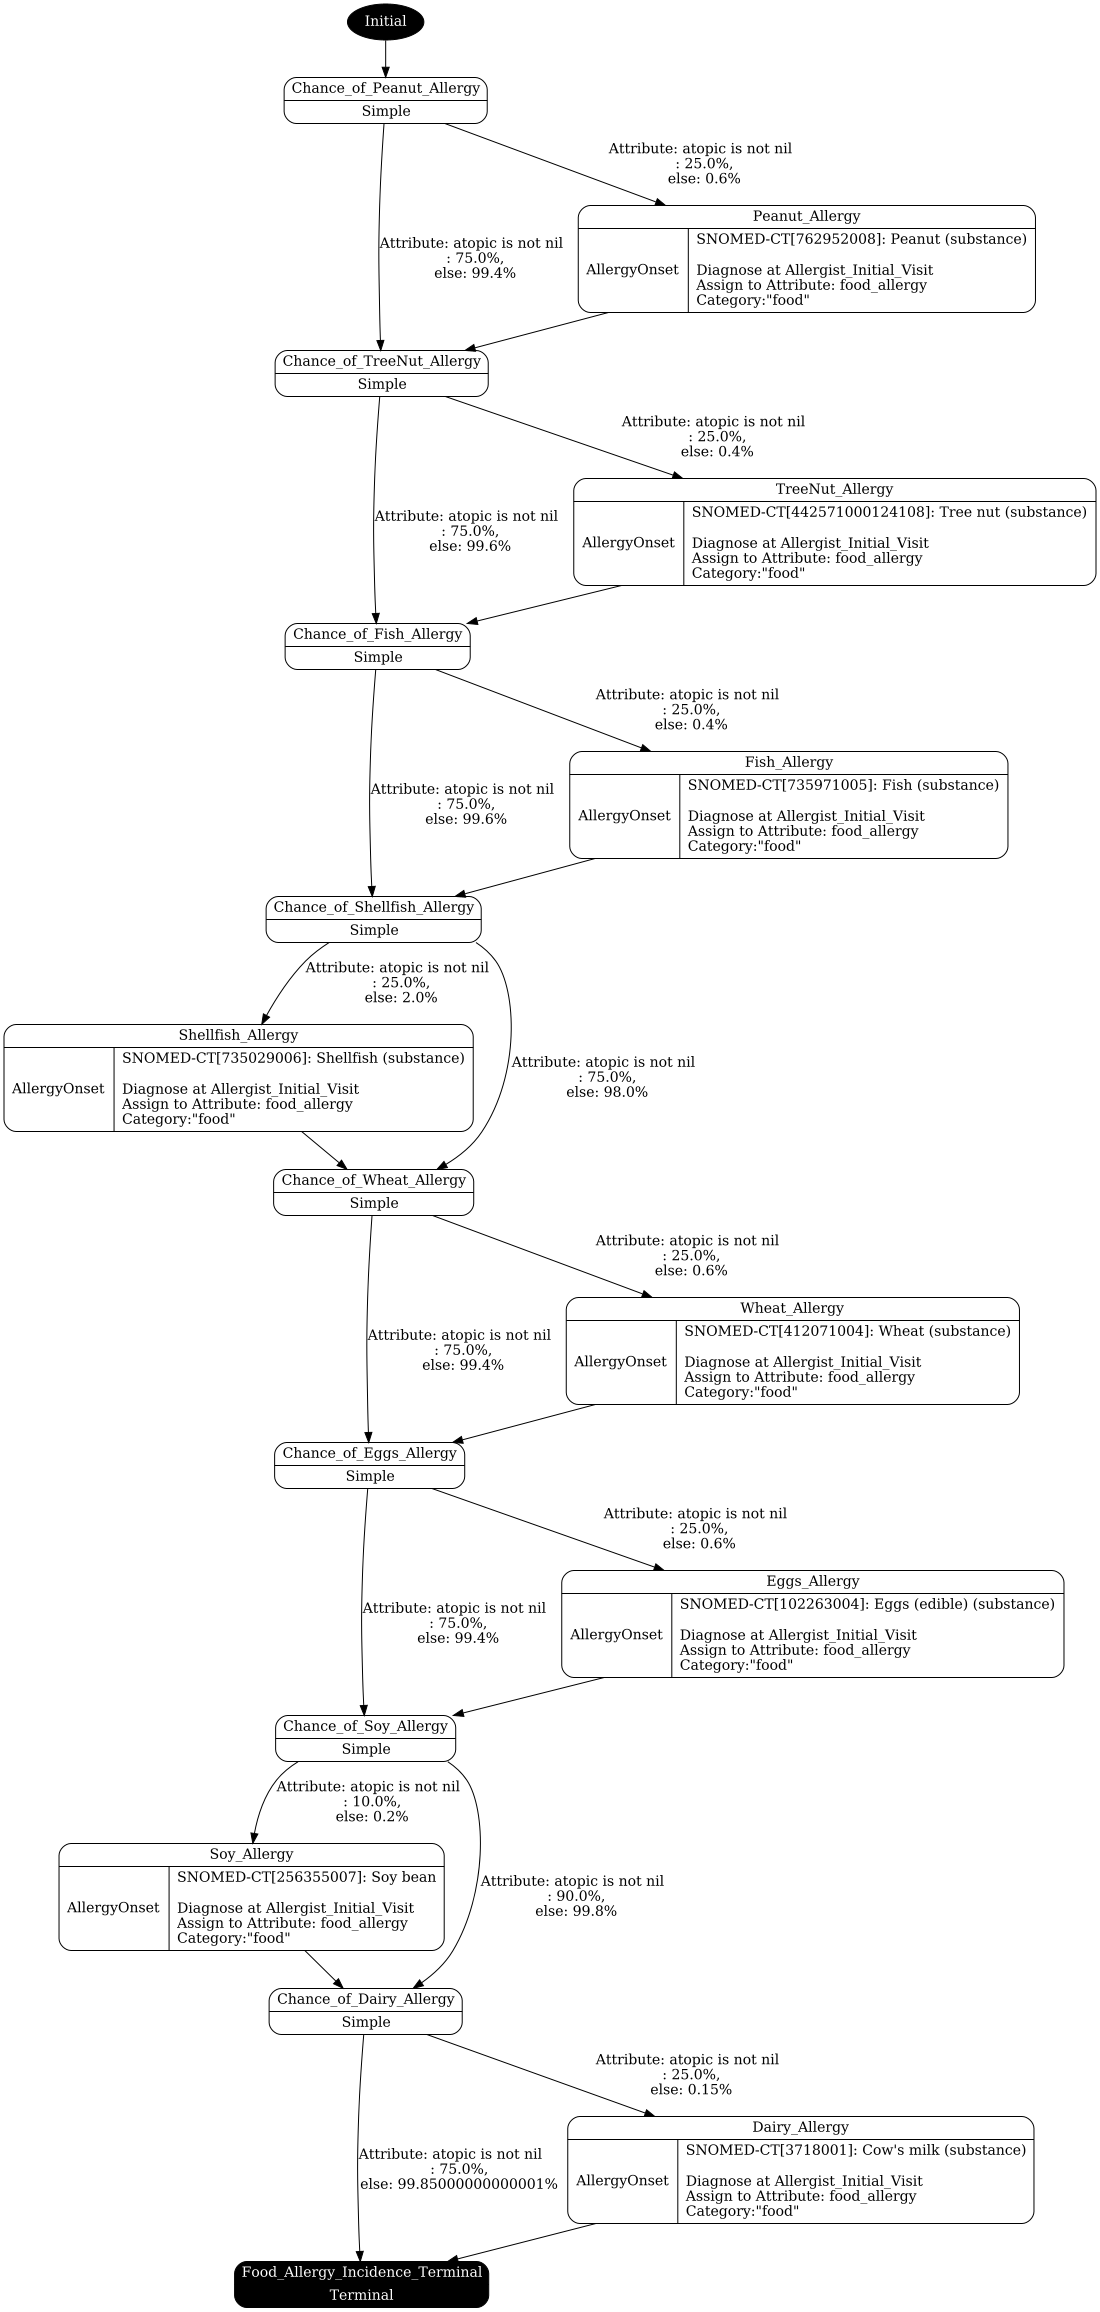 Initial
Chance_of_Peanut_Allergy
Simple
Attribute: atopic is not nil
: 25.0%,
else: 0.6%
Peanut_Allergy
AllergyOnset
SNOMED-CT[762952008]: Peanut (substance)
Diagnose at Allergist_Initial_Visit
Assign to Attribute: food_allergy
Category:"food"
Attribute: atopic is not nil
: 75.0%,
else: 99.4%
Chance_of_TreeNut_Allergy
Simple
Attribute: atopic is not nil
: 25.0%,
else: 0.4%
TreeNut_Allergy
AllergyOnset
SNOMED-CT[442571000124108]: Tree nut (substance)
Diagnose at Allergist_Initial_Visit
Assign to Attribute: food_allergy
Category:"food"
Attribute: atopic is not nil
: 75.0%,
else: 99.6%
Chance_of_Fish_Allergy
Simple
Attribute: atopic is not nil
: 25.0%,
else: 0.4%
Fish_Allergy
AllergyOnset
SNOMED-CT[735971005]: Fish (substance)
Diagnose at Allergist_Initial_Visit
Assign to Attribute: food_allergy
Category:"food"
Attribute: atopic is not nil
: 75.0%,
else: 99.6%
Chance_of_Shellfish_Allergy
Simple
Attribute: atopic is not nil
: 25.0%,
else: 2.0%
Shellfish_Allergy
AllergyOnset
SNOMED-CT[735029006]: Shellfish (substance)
Diagnose at Allergist_Initial_Visit
Assign to Attribute: food_allergy
Category:"food"
Attribute: atopic is not nil
: 75.0%,
else: 98.0%
Chance_of_Wheat_Allergy
Simple
Attribute: atopic is not nil
: 25.0%,
else: 0.6%
Wheat_Allergy
AllergyOnset
SNOMED-CT[412071004]: Wheat (substance)
Diagnose at Allergist_Initial_Visit
Assign to Attribute: food_allergy
Category:"food"
Attribute: atopic is not nil
: 75.0%,
else: 99.4%
Chance_of_Eggs_Allergy
Simple
Attribute: atopic is not nil
: 25.0%,
else: 0.6%
Eggs_Allergy
AllergyOnset
SNOMED-CT[102263004]: Eggs (edible) (substance)
Diagnose at Allergist_Initial_Visit
Assign to Attribute: food_allergy
Category:"food"
Attribute: atopic is not nil
: 75.0%,
else: 99.4%
Chance_of_Soy_Allergy
Simple
Attribute: atopic is not nil
: 10.0%,
else: 0.2%
Soy_Allergy
AllergyOnset
SNOMED-CT[256355007]: Soy bean
Diagnose at Allergist_Initial_Visit
Assign to Attribute: food_allergy
Category:"food"
Attribute: atopic is not nil
: 90.0%,
else: 99.8%
Chance_of_Dairy_Allergy
Simple
Attribute: atopic is not nil
: 25.0%,
else: 0.15%
Dairy_Allergy
AllergyOnset
SNOMED-CT[3718001]: Cow's milk (substance)
Diagnose at Allergist_Initial_Visit
Assign to Attribute: food_allergy
Category:"food"
Attribute: atopic is not nil
: 75.0%,
else: 99.85000000000001%
Food_Allergy_Incidence_Terminal
Terminal